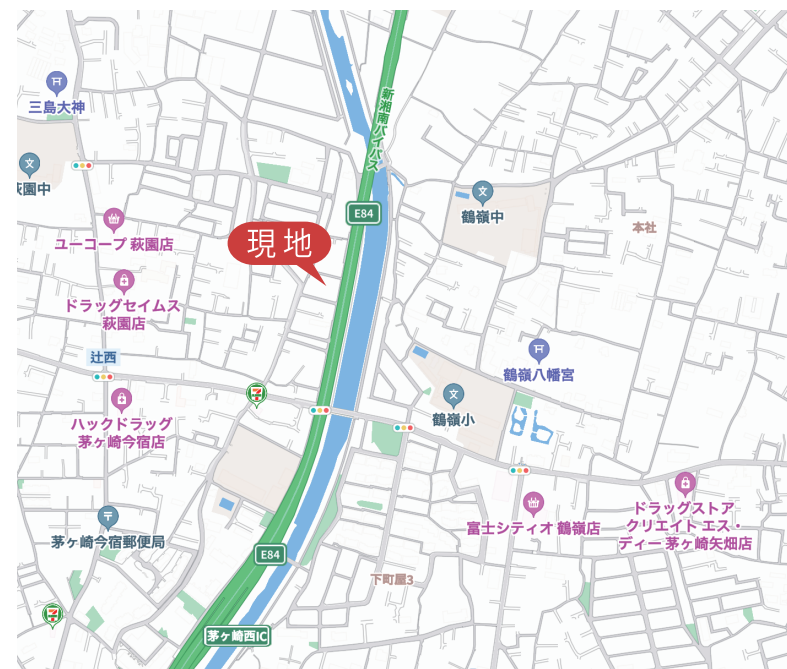 三島大神
萩園中
ユーコープ 萩園店
ドラッグセイムス
萩園店
辻西
ハックドラッグ
茅ヶ崎今宿店
茅ヶ崎今宿郵便局
新湘南バイパス
E84
現地
鶴嶺中
本社
鶴嶺八幡宮
鶴嶺小
富士シティオ 鶴嶺店
ドラッグストア
クリエイト エス・
ディー 茅ヶ崎矢畑店
E84
下町屋3
茅ヶ崎西IC